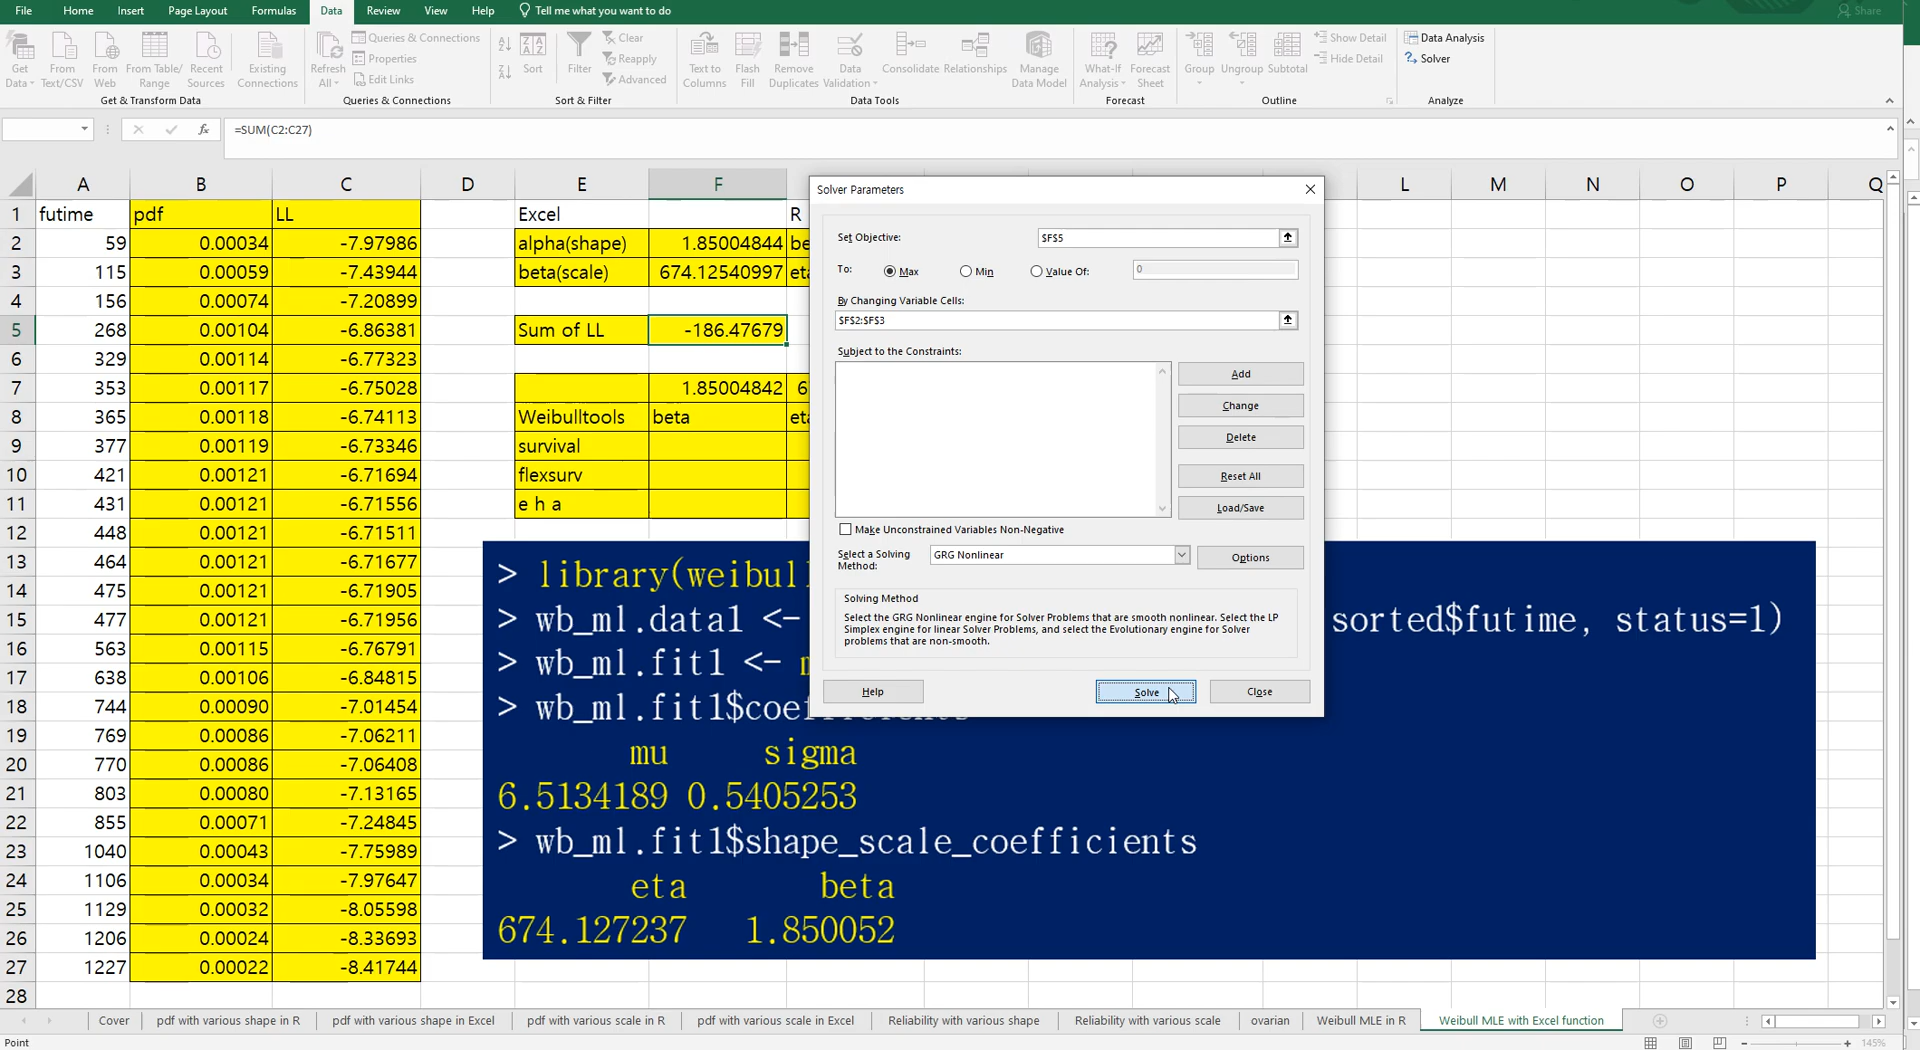 File Home Insert Page Layout Formulas Data Review View Help Tell me what you want to do Share
Get Data From Text/CSV From Web From Table/Range Recent Sources Existing Connections
Get & Transform Data
Refresh All Queries & Connections Properties Edit Links
Queries & Connections
Sort Filter Clear Reapply Advanced
Sort & Filter
Text to Columns Flash Fill Remove Duplicates Data Validation Consolidate Relationships Manage Data Model
Data Tools
What-If Analysis Forecast Sheet
Forecast
Group Ungroup Subtotal Show Detail Hide Detail
Outline
Data Analysis Solver
Analyze
fx =SUM(C2:C27)
A B C D E F L M N O P Q
1 futime pdf LL Excel R
2 59 0.00034 -7.97986 alpha(shape) 1.85004844 be
3 115 0.00059 -7.43944 beta(scale) 674.12540997 eta
4 156 0.00074 -7.20899
5 268 0.00104 -6.86381 Sum of LL -186.47679
6 329 0.00114 -6.77323
7 353 0.00117 -6.75028 1.85004842 6
8 365 0.00118 -6.74113 Weibulltools beta eta
9 377 0.00119 -6.73346 survival
10 421 0.00121 -6.71694 flexsurv
11 431 0.00121 -6.71556 e h a
12 448 0.00121 -6.71511
13 464 0.00121 -6.71677
14 475 0.00121 -6.71905
15 477 0.00121 -6.71956
16 563 0.00115 -6.76791
17 638 0.00106 -6.84815
18 744 0.00090 -7.01454
19 769 0.00086 -7.06211
20 770 0.00086 -7.06408
21 803 0.00080 -7.13165
22 855 0.00071 -7.24845
23 1040 0.00043 -7.75989
24 1106 0.00034 -7.97647
25 1129 0.00032 -8.05598
26 1206 0.00024 -8.33693
27 1227 0.00022 -8.41744
28
Solver Parameters
Set Objective: $F$5
To: Max Min Value Of: 0
By Changing Variable Cells:
$F$2:$F$3
Subject to the Constraints:
Add
Change
Delete
Reset All
Load/Save
Make Unconstrained Variables Non-Negative
Select a Solving Method: GRG Nonlinear Options
Solving Method
Select the GRG Nonlinear engine for Solver Problems that are smooth nonlinear. Select the LP
Simplex engine for linear Solver Problems, and select the Evolutionary engine for Solver
problems that are non-smooth.
Help Solve Close
> library(weibull
> wb_ml.data1 <- sorted$futime, status=1)
> wb_ml.fit1 <-
> wb_ml.fit1$coefficients
mu sigma
6.5134189 0.5405253
> wb_ml.fit1$shape_scale_coefficients
eta beta
674.127237 1.850052
Cover pdf with various shape in R pdf with various shape in Excel pdf with various scale in R pdf with various scale in Excel Reliability with various shape Reliability with various scale ovarian Weibull MLE in R Weibull MLE with Excel function
Point 145%